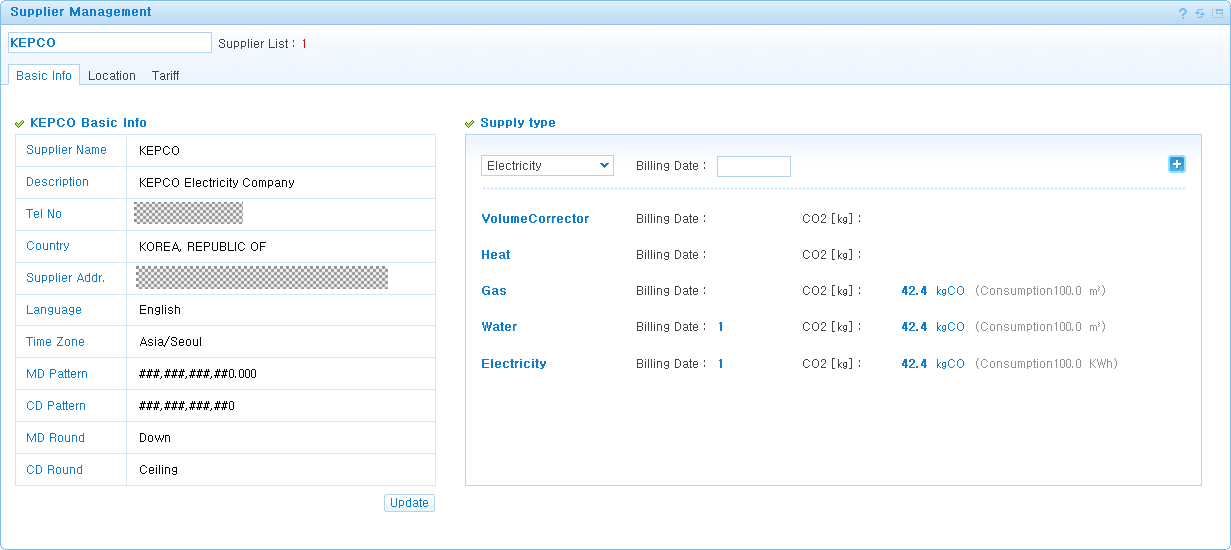 Supplier Management
?
KEPCO Supplier List : 1
Basic Info Location Tariff
KEPCO Basic Info
Supplier Name KEPCO
Description KEPCO Electricity Company
Tel No
Country KOREA, REPUBLIC OF
Supplier Addr.
Language English
Time Zone Asia/Seoul
MD Pattern ###,###,###,##0.000
CD Pattern ###,###,###,##0
MD Round Down
CD Round Ceiling
Update
Supply type
Electricity Billing Date :
VolumeCorrector Billing Date : CO2 [㎏] :
Heat Billing Date : CO2 [㎏] :
Gas Billing Date : CO2 [㎏] : 42.4 ㎏CO (Consumption100.0 ㎥)
Water Billing Date : 1 CO2 [㎏] : 42.4 ㎏CO (Consumption100.0 ㎥)
Electricity Billing Date : 1 CO2 [㎏] : 42.4 ㎏CO (Consumption100.0 KWh)